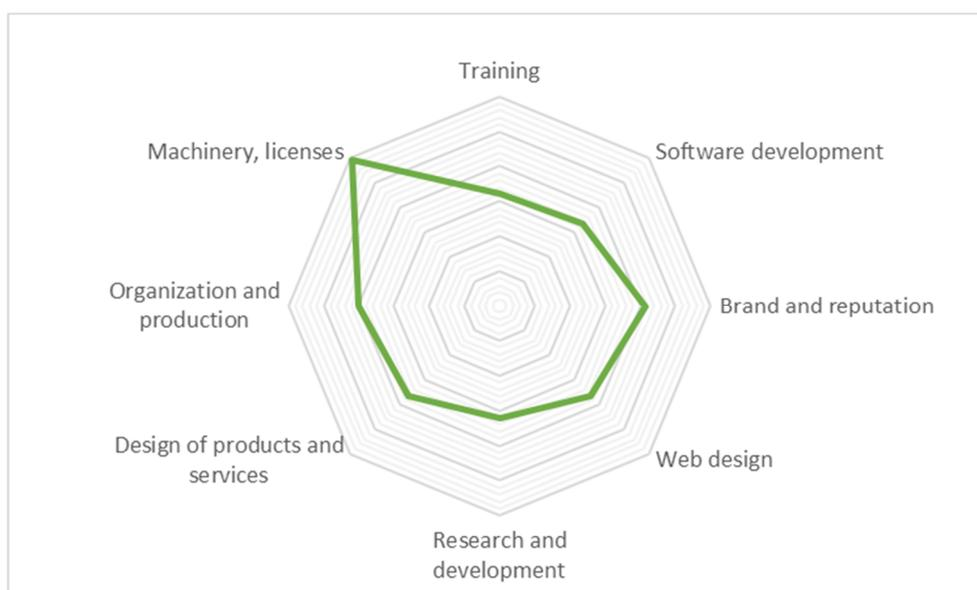 Training
Machinery, licenses
Software development
Organization and
production
Brand and reputation
Design of products and
services
Web design
Research and
development